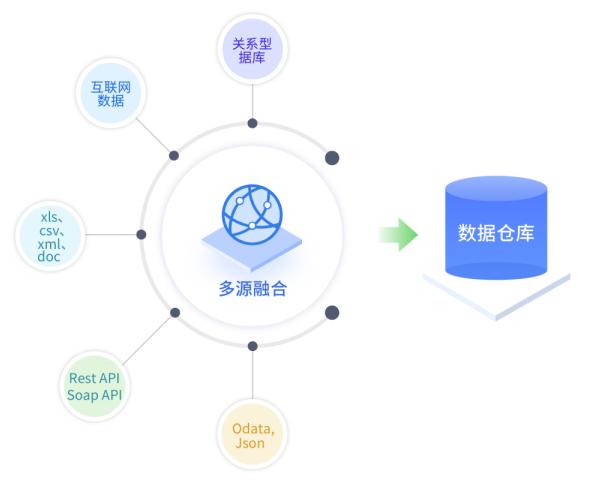 关系型
据库
互联网
数据
xls、
csv、
xml、
doc
多源融合
数据仓库
Rest API
Soap API
Odata,
Json